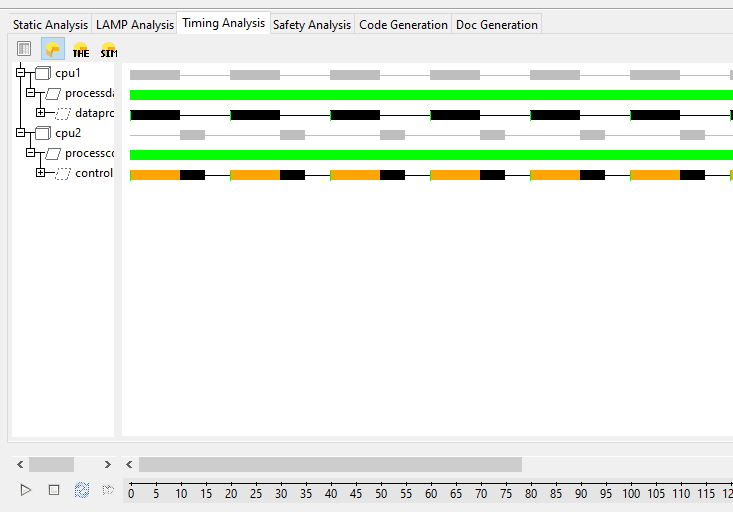 Static Analysis LAMP Analysis Timing Analysis Safety Analysis Code Generation Doc Generation
THE SIM
cpu1
processda
datapro
cpu2
processco
control
0 5 10 15 20 25 30 35 40 45 50 55 60 65 70 75 80 85 90 95 100 105 110 115 12